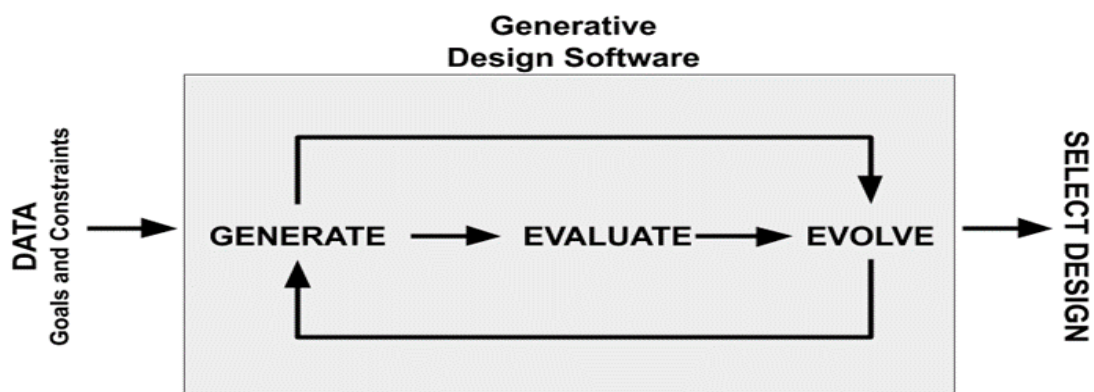 Generative
Design Software
DATA
Goals and Constraints
GENERATE
EVALUATE
EVOLVE
SELECT DESIGN